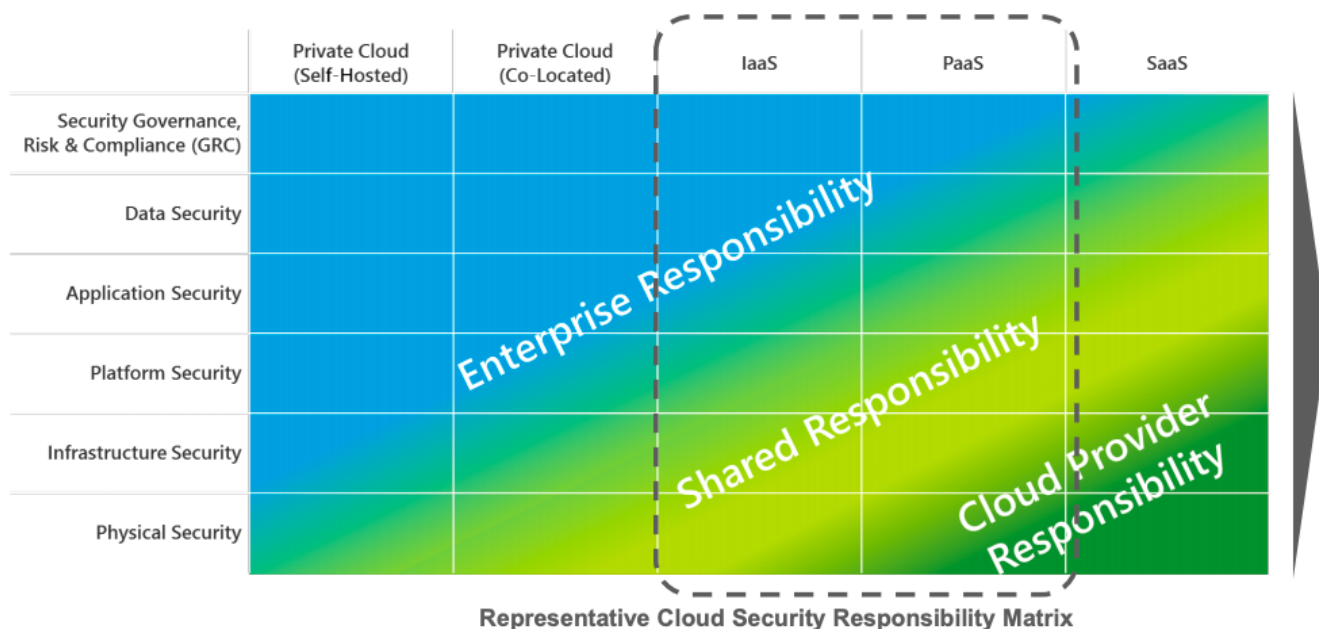 Private Cloud
(Self-Hosted)
Private Cloud
(Co-Located)
IaaS
PaaS
SaaS
Security Governance,
Risk & Compliance (GRC)
Data Security
Application Security
Platform Security
Infrastructure Security
Physical Security
Enterprise Responsibility
Shared Responsibility
Cloud Provider
Responsibility
Representative Cloud Security Responsibility Matrix